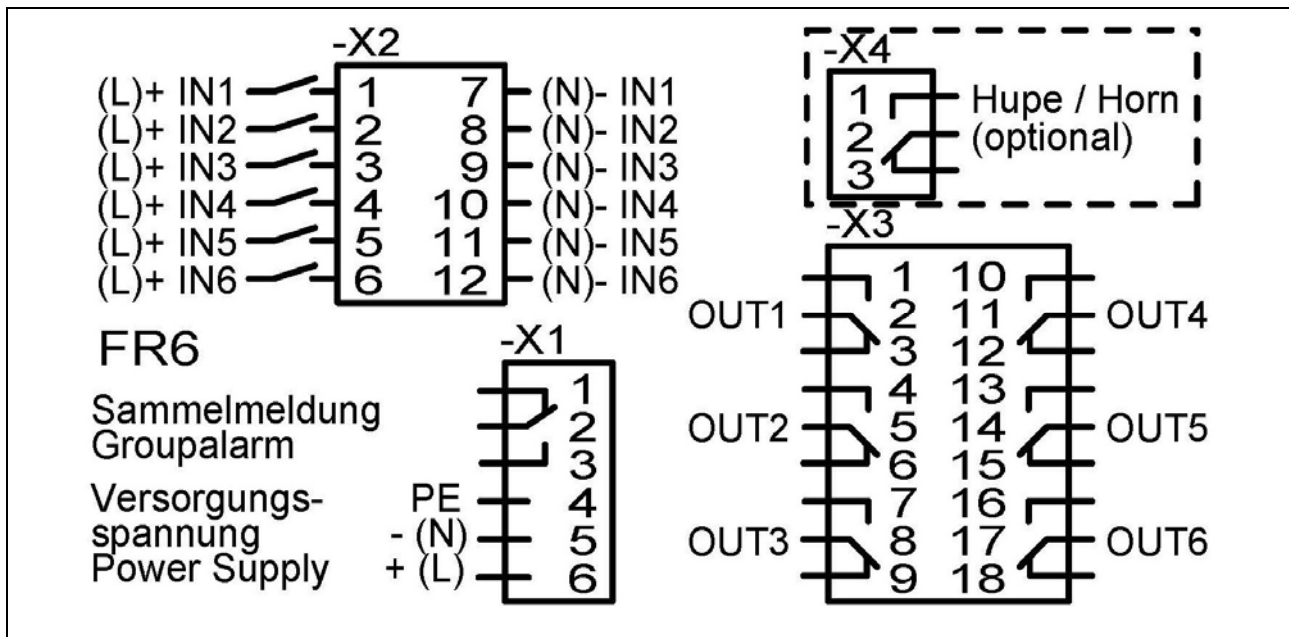 -X2
(L)+ IN1 1 7 (N)- IN1
(L)+ IN2 2 8 (N)- IN2
(L)+ IN3 3 9 (N)- IN3
(L)+ IN4 4 10 (N)- IN4
(L)+ IN5 5 11 (N)- IN5
(L)+ IN6 6 12 (N)- IN6
-X4
1 Hupe / Horn
2 (optional)
3
FR6
-X1
1
Sammelmeldung 2
Groupalarm
3
Versorgungs- PE 4
spannung - (N) 5
Power Supply + (L) 6
-X3
1 10
OUT1 2 11 OUT4
3 12
4 13
OUT2 5 14 OUT5
6 15
7 16
OUT3 8 17 OUT6
9 18